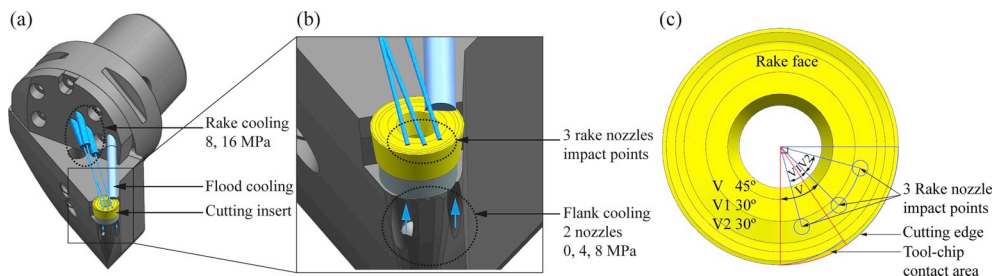 (a)
Rake cooling
8, 16 MPa
Flood cooling
Cutting insert
(b)
3 rake nozzles
impact points
Flank cooling
2 nozzles
0, 4, 8 MPa
(c)
Rake face
V1
V2
V
V 45º
V1 30º
V2 30º
3 Rake nozzle
impact points
Cutting edge
Tool-chip
contact area